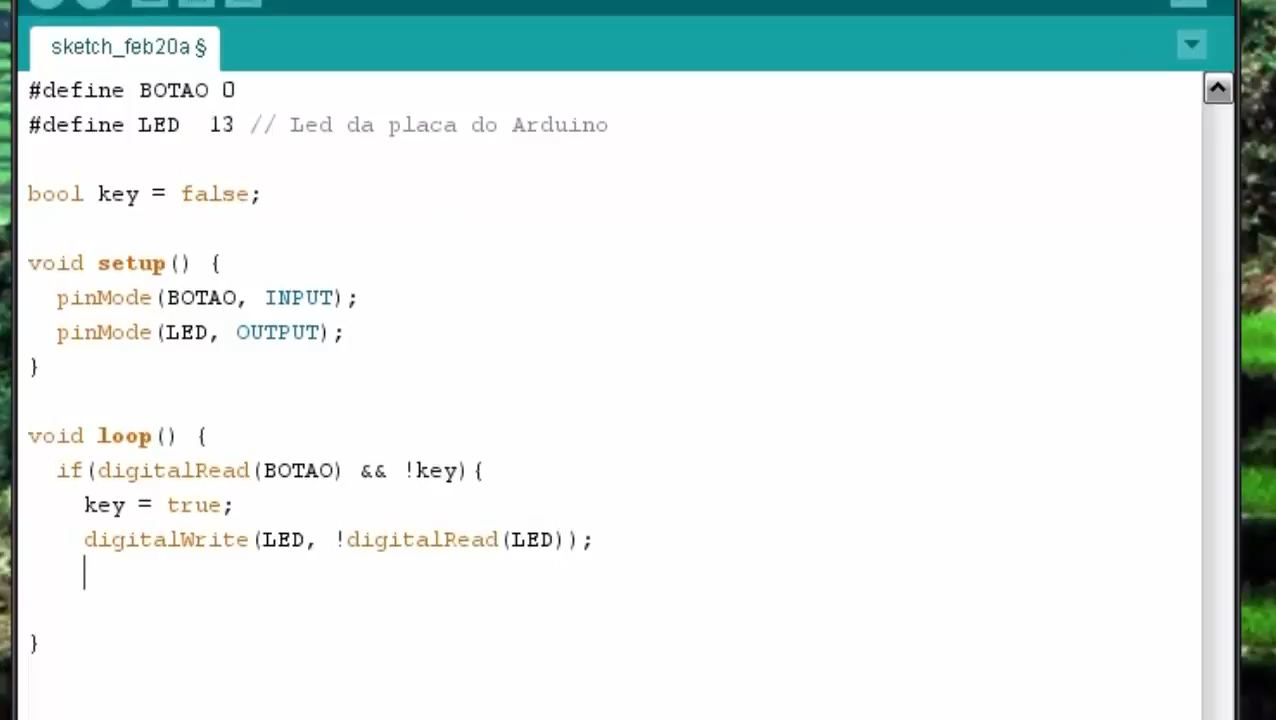 sketch_feb20a §
#define BOTAO 0
#define LED  13 // Led da placa do Arduino
bool key = false;
void setup() {
  pinMode(BOTAO, INPUT);
  pinMode(LED, OUTPUT);
}
void loop() {
  if(digitalRead(BOTAO) && !key){
    key = true;
    digitalWrite(LED, !digitalRead(LED));
}